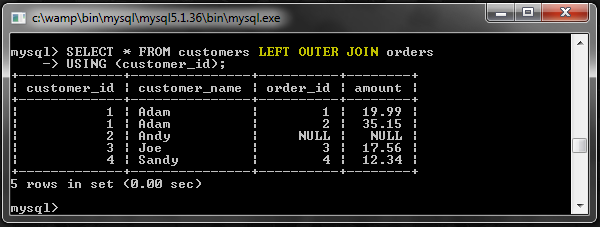 c:\wamp\bin\mysql\mysql5.1.36\bin\mysql.exe
mysql> SELECT * FROM customers LEFT OUTER JOIN orders
    -> USING (customer_id);
+-------------+---------------+----------+--------+
| customer_id | customer_name | order_id | amount |
+-------------+---------------+----------+--------+
|           1 | Adam          |        1 |  19.99 |
|           1 | Adam          |        2 |  35.15 |
|           2 | Andy          |     NULL |   NULL |
|           3 | Joe           |        3 |  17.56 |
|           4 | Sandy         |        4 |  12.34 |
+-------------+---------------+----------+--------+
5 rows in set (0.00 sec)
mysql>